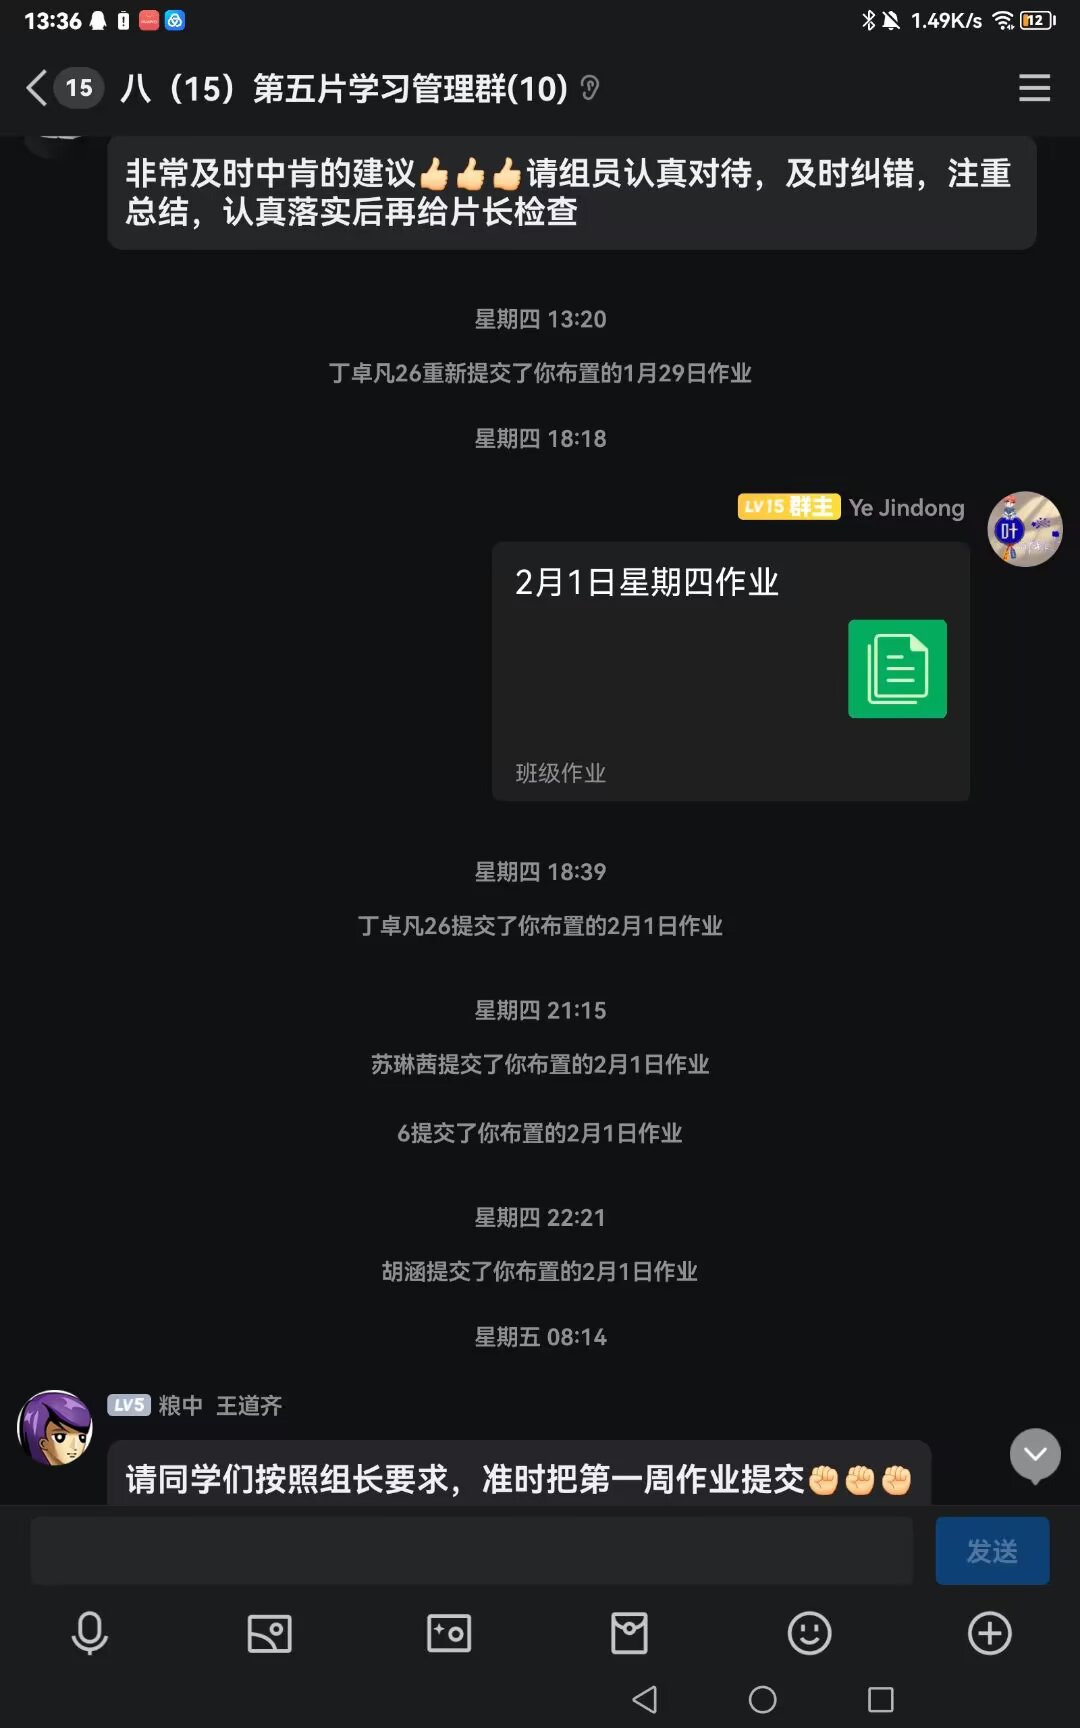 13:36
1.49K/s
12
15
八（15）第五片学习管理群(10)
非常及时中肯的建议👍👍👍请组员认真对待，及时纠错，注重
总结，认真落实后再给片长检查
星期四 13:20
丁卓凡26重新提交了你布置的1月29日作业
星期四 18:18
LV15 群主 Ye Jindong
叶
2月1日星期四作业
班级作业
星期四 18:39
丁卓凡26提交了你布置的2月1日作业
星期四 21:15
苏琳茜提交了你布置的2月1日作业
6提交了你布置的2月1日作业
星期四 22:21
胡涵提交了你布置的2月1日作业
星期五 08:14
LV5 粮中 王道齐
请同学们按照组长要求，准时把第一周作业提交✊✊✊
发送